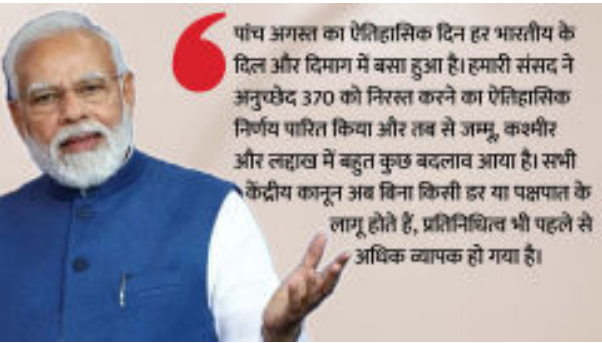 पांच अगस्त का ऐतिहासिक दिन हर भारतीय के
दिल और दिमाग में बसा हुआ है। हमारी संसद ने
अनुच्छेद 370 को निरस्त करने का ऐतिहासिक
निर्णय पारित किया और तब से जम्मू, कश्मीर
और लद्दाख में बहुत कुछ बदलाव आया है। सभी
केंद्रीय कानून अब बिना किसी डर या पक्षपात के
लागू होते हैं, प्रतिनिधित्व भी पहले से
अधिक व्यापक हो गया है।